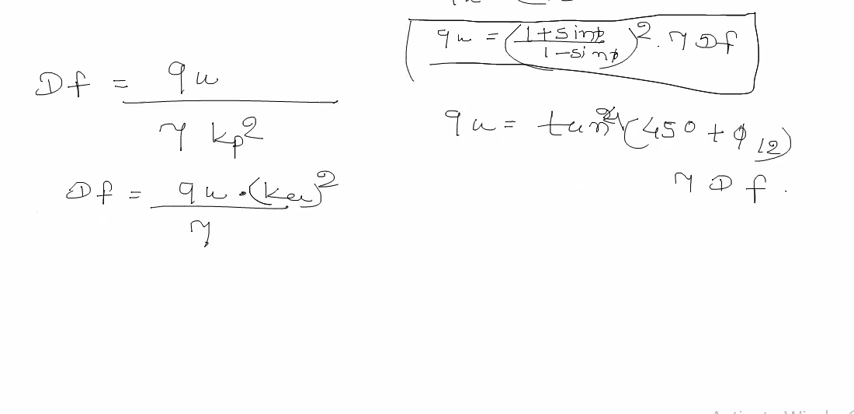 Df = qu / γ kp²
Df = qu · (ka)² / γ
qu = (1 + sinϕ / 1 − sinϕ)² · γ Df
qu = tan⁴(45° + ϕ/2)
γ Df .